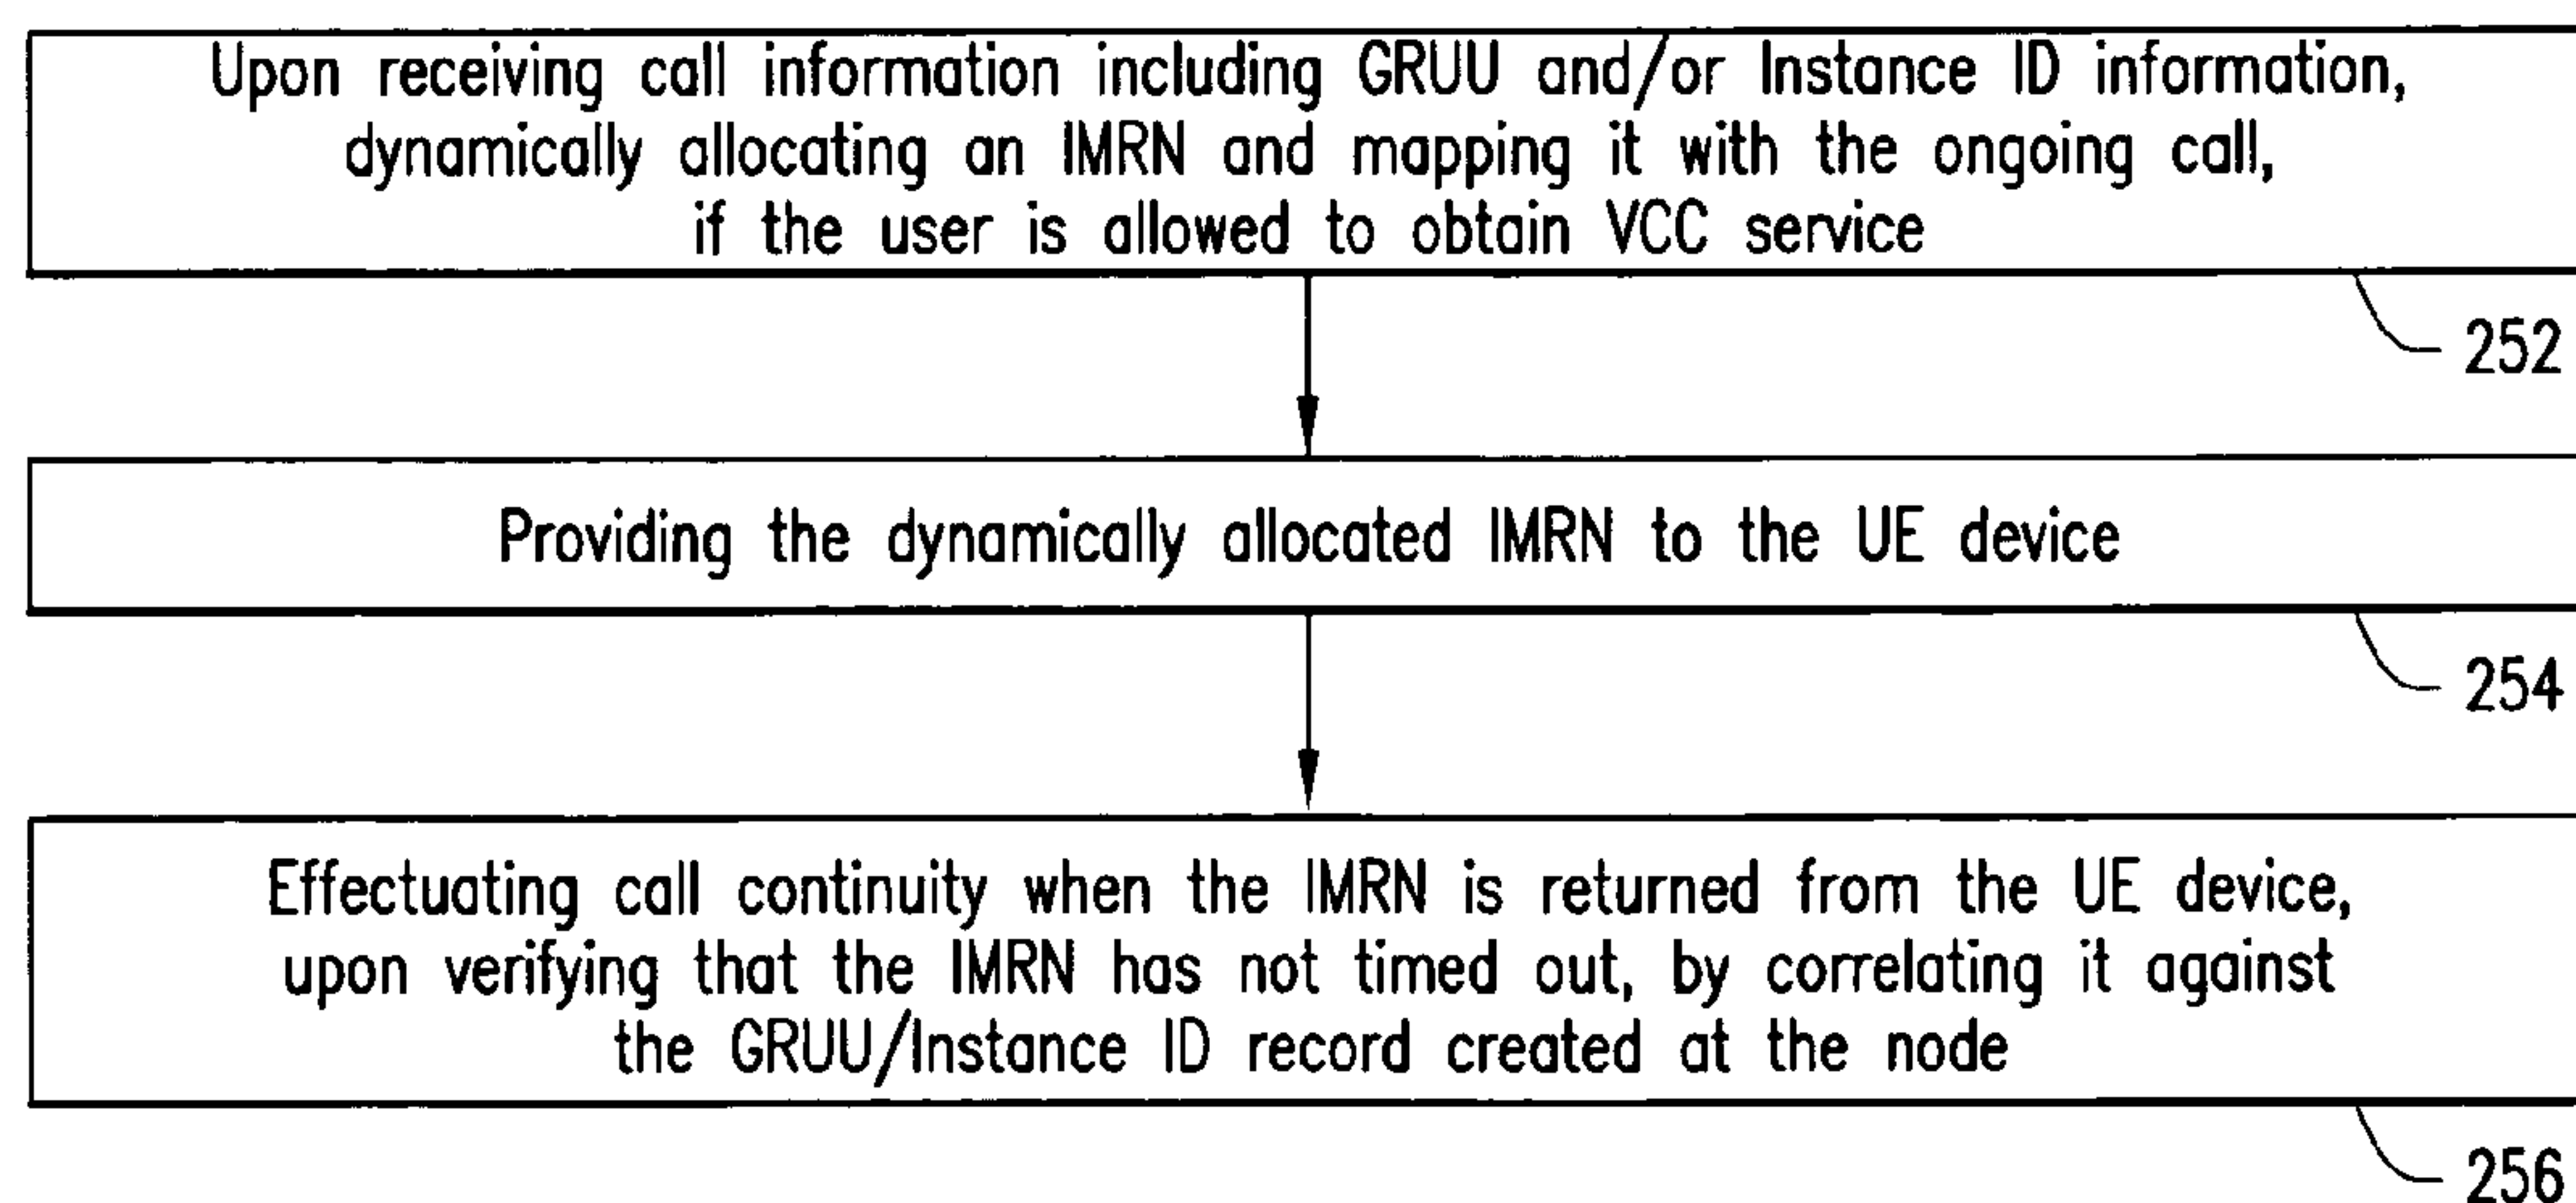 Upon receiving call information including GRUU and/or Instance ID information,
dynamically allocating an IMRN and mapping it with the ongoing call,
if the user is allowed to obtain VCC service
252
Providing the dynamically allocated IMRN to the UE device
254
Effectuating call continuity when the IMRN is returned from the UE device,
upon verifying that the IMRN has not timed out, by correlating it against
the GRUU/Instance ID record created at the node
256